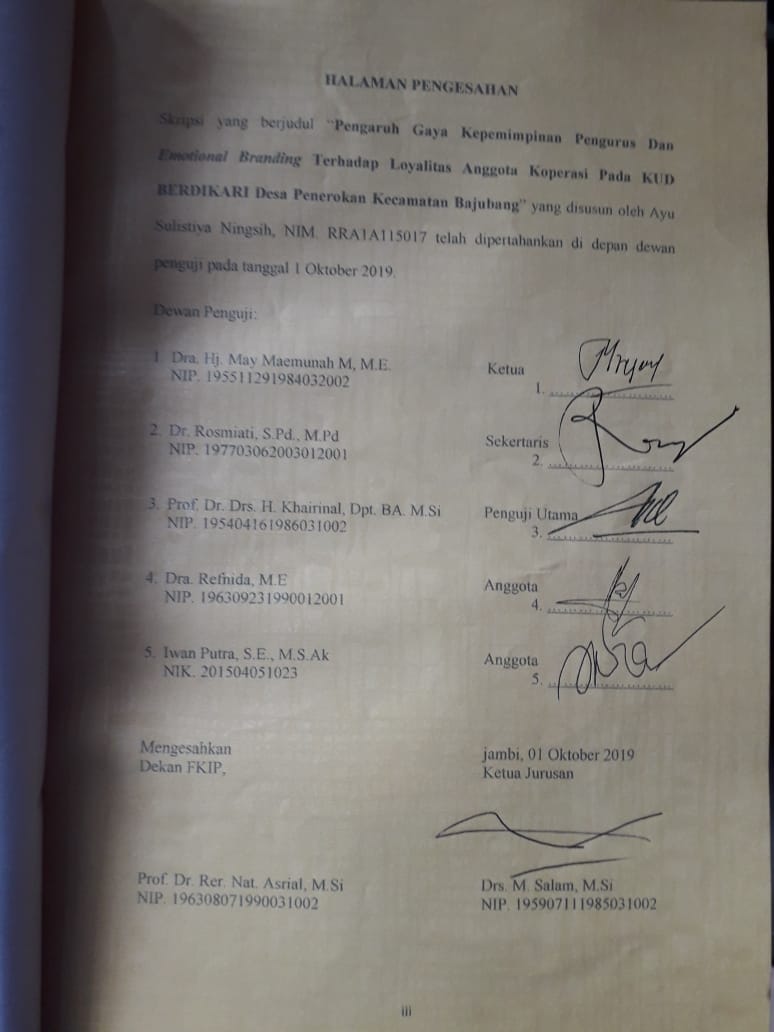 HALAMAN PENGESAHAN
Skripsi yang berjudul "Pengaruh Gaya Kepemimpinan Pengurus Dan
Emotional Branding Terhadap Loyalitas Anggota Koperasi Pada KUD
BERDIKARI Desa Penerokan Kecamatan Bajubang" yang disusun oleh Ayu
Sulistiya Ningsih, NIM. RRA1A115017 telah dipertahankan di depan dewan
penguji pada tanggal 1 Oktober 2019.
Dewan Penguji:
1. Dra. Hj. May Maemunah M, M.E.
NIP. 195511291984032002
Ketua
1. ....................
2. Dr. Rosmiati, S.Pd., M.Pd
NIP. 197703062003012001
Sekertaris
2. ....................
3. Prof. Dr. Drs. H. Khairinal, Dpt. BA. M.Si
NIP. 195404161986031002
Penguji Utama
3. ....................
4. Dra. Refnida, M.E
NIP. 196309231990012001
Anggota
4. ....................
5. Iwan Putra, S.E., M.S.Ak
NIK. 201504051023
Anggota
5. ....................
Mengesahkan
Dekan FKIP,
jambi, 01 Oktober 2019
Ketua Jurusan
Prof. Dr. Rer. Nat. Asrial, M.Si
NIP. 196308071990031002
Drs. M. Salam, M.Si
NIP. 195907111985031002
iii